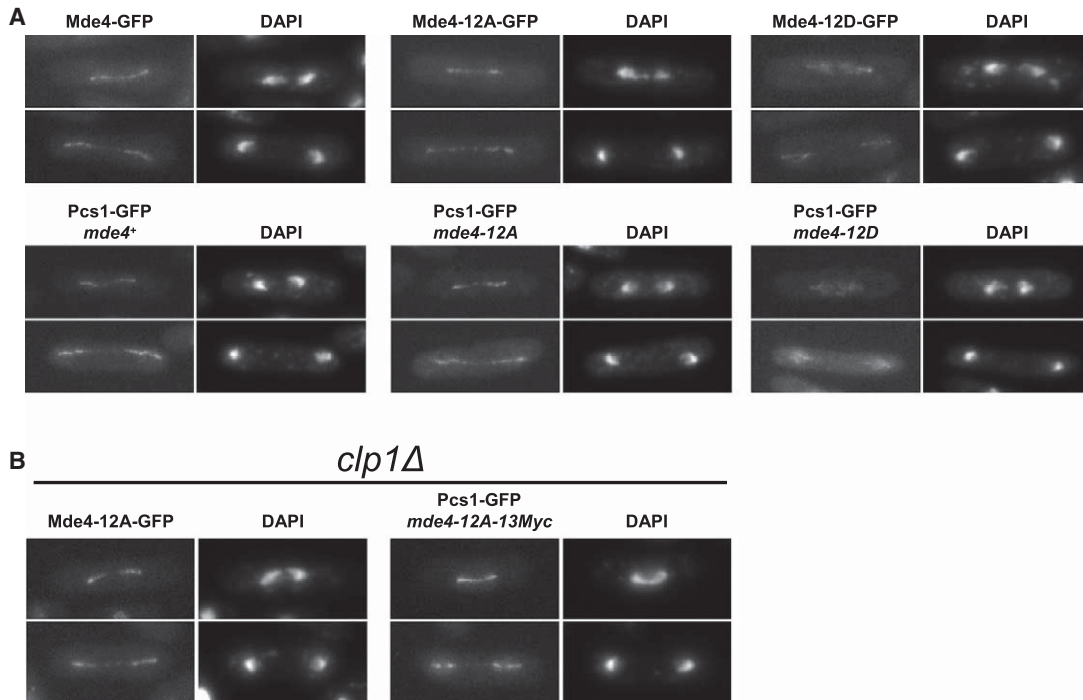 A
Mde4-GFP DAPI Mde4-12A-GFP DAPI Mde4-12D-GFP DAPI
Pcs1-GFP Pcs1-GFP Pcs1-GFP
mde4+ DAPI mde4-12A DAPI mde4-12D DAPI
B
clp1Δ
Pcs1-GFP
Mde4-12A-GFP DAPI mde4-12A-13Myc DAPI